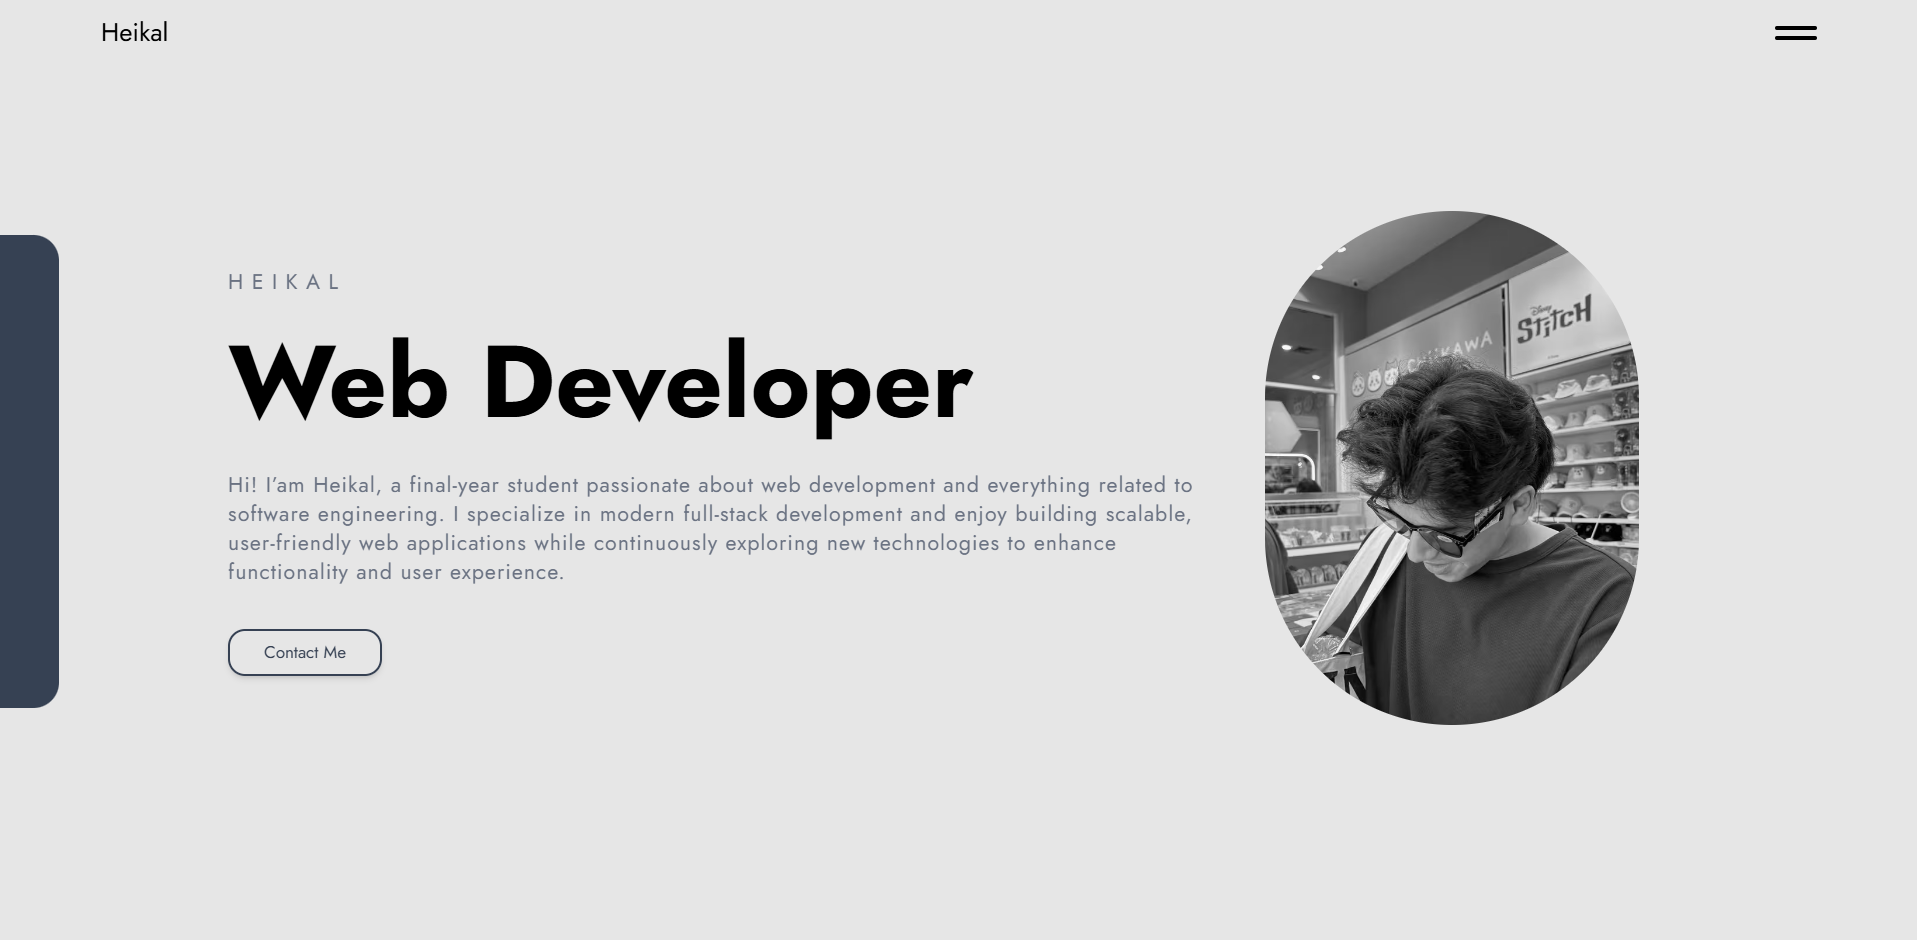 Heikal
HEIKAL
Web Developer
Hi! I’am Heikal, a final-year student passionate about web development and everything related to
software engineering. I specialize in modern full-stack development and enjoy building scalable,
user-friendly web applications while continuously exploring new technologies to enhance
functionality and user experience.
Contact Me
Disney
StitcH
CHIIKAWA